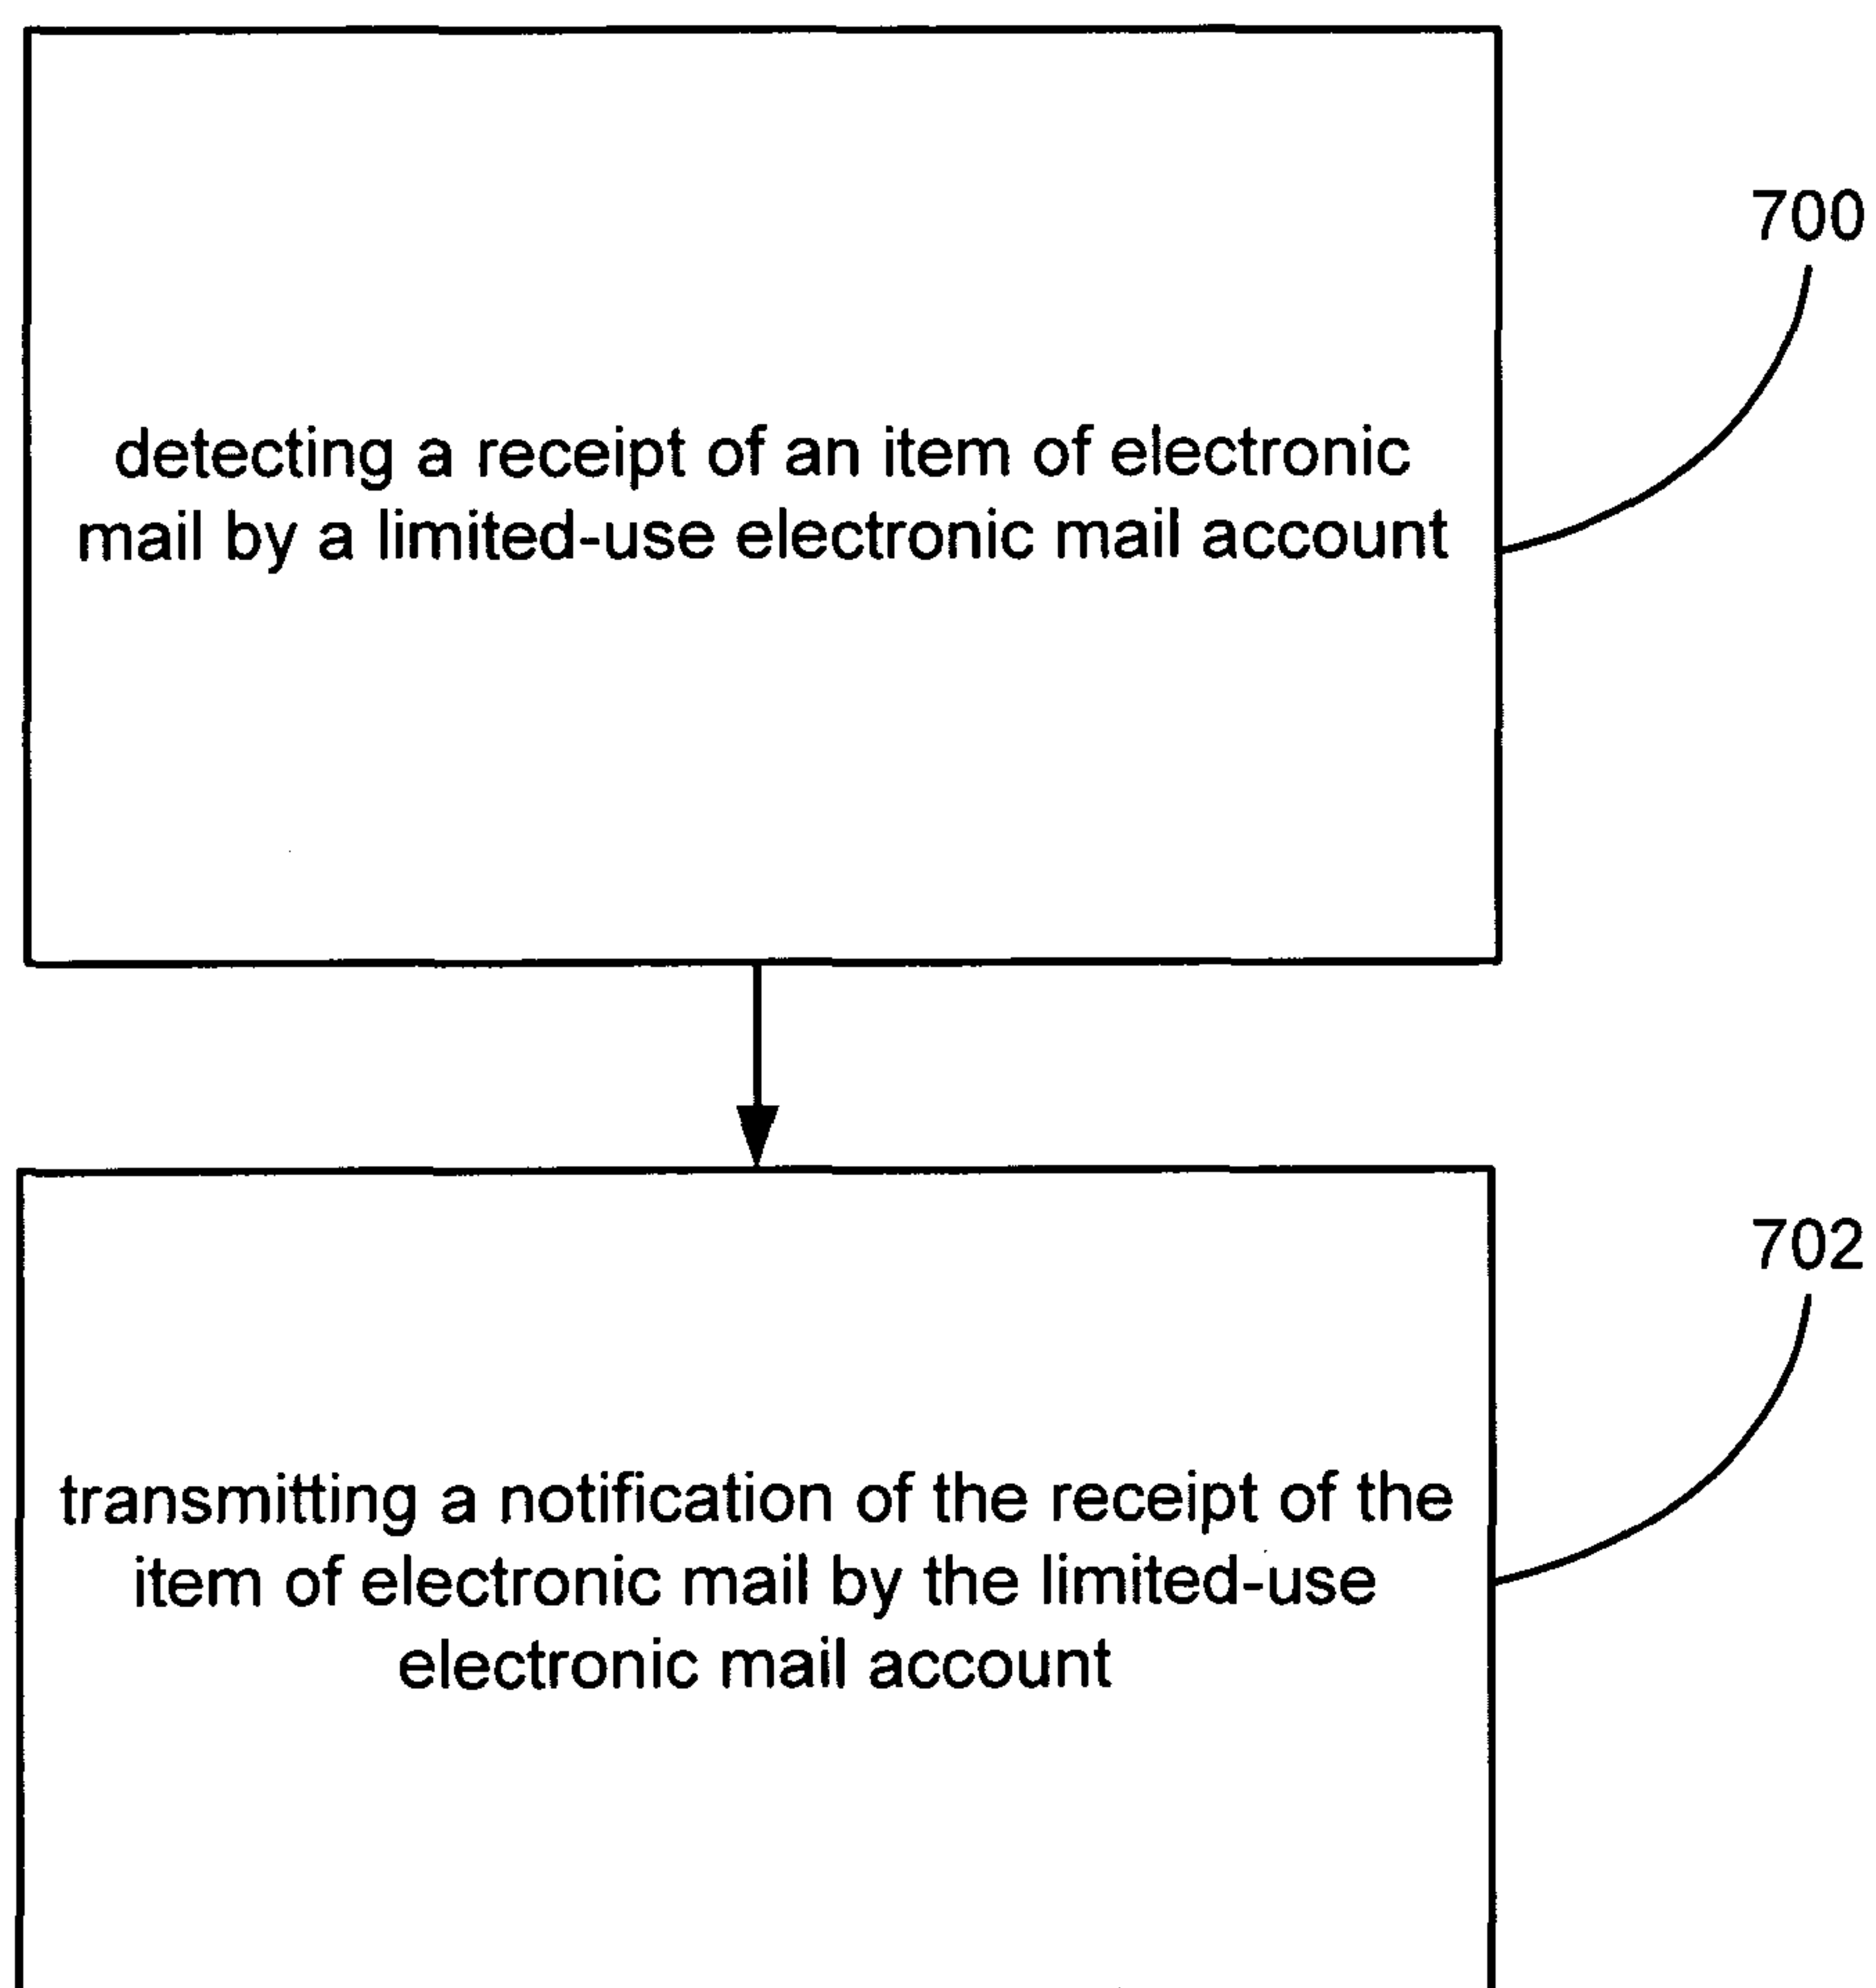 700
detecting a receipt of an item of electronic
mail by a limited-use electronic mail account
702
transmitting a notification of the receipt of the
item of electronic mail by the limited-use
electronic mail account